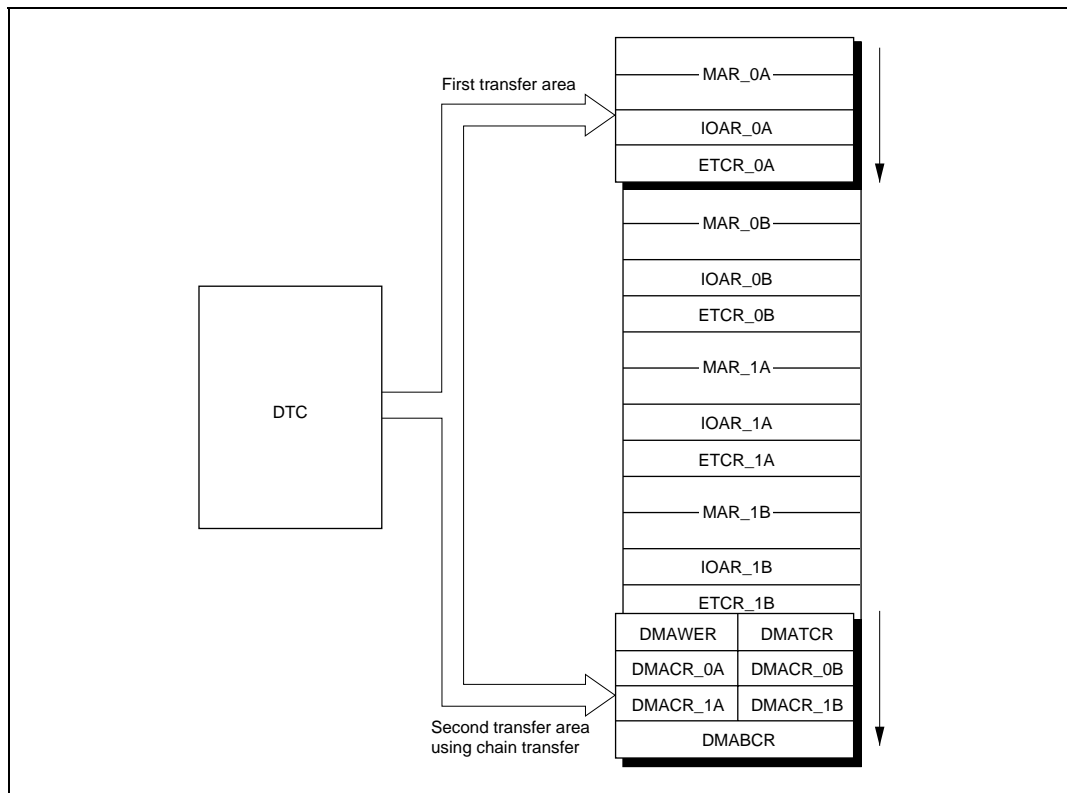 First transfer area
MAR_0A
IOAR_0A
ETCR_0A
MAR_0B
IOAR_0B
ETCR_0B
MAR_1A
DTC
IOAR_1A
ETCR_1A
MAR_1B
IOAR_1B
ETCR_1B
DMAWER DMATCR
DMACR_0A DMACR_0B
DMACR_1A DMACR_1B
DMABCR
Second transfer area
using chain transfer